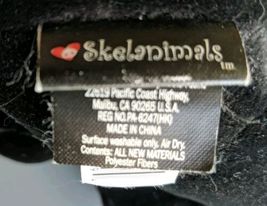 Skelanimals TM
22619 Pacific Coast Highway,
Malibu, CA 90265 U.S.A.
REG NO.PA-6247(HK)
MADE IN CHINA
Surface washable only, Air Dry.
Contents: ALL NEW MATERIALS
Polyester Fibers